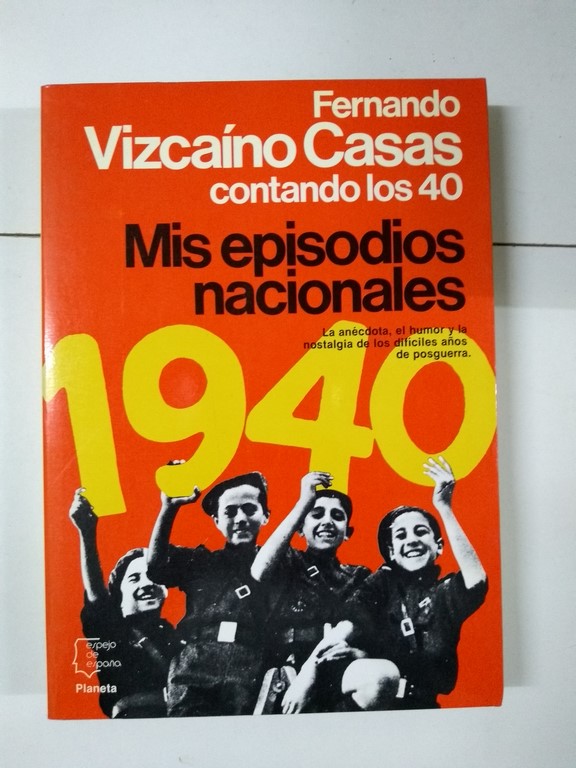 Fernando
Vizcaíno Casas
contando los 40
Mis episodios
nacionales
La anécdota, el humor y la
nostalgia de los difíciles años
de posguerra.
1940
espejo
de
españa
Planeta